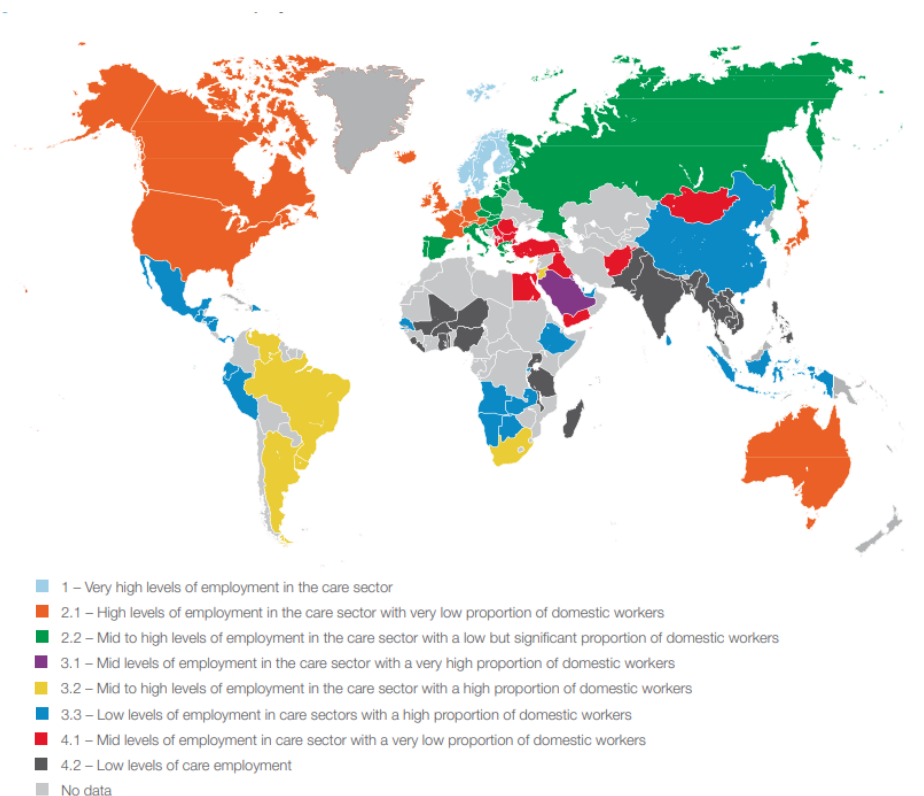 1 – Very high levels of employment in the care sector
2.1 – High levels of employment in the care sector with very low proportion of domestic workers
2.2 – Mid to high levels of employment in the care sector with a low but significant proportion of domestic workers
3.1 – Mid levels of employment in the care sector with a very high proportion of domestic workers
3.2 – Mid to high levels of employment in the care sector with a high proportion of domestic workers
3.3 – Low levels of employment in care sectors with a high proportion of domestic workers
4.1 – Mid levels of employment in care sector with a very low proportion of domestic workers
4.2 – Low levels of care employment
No data